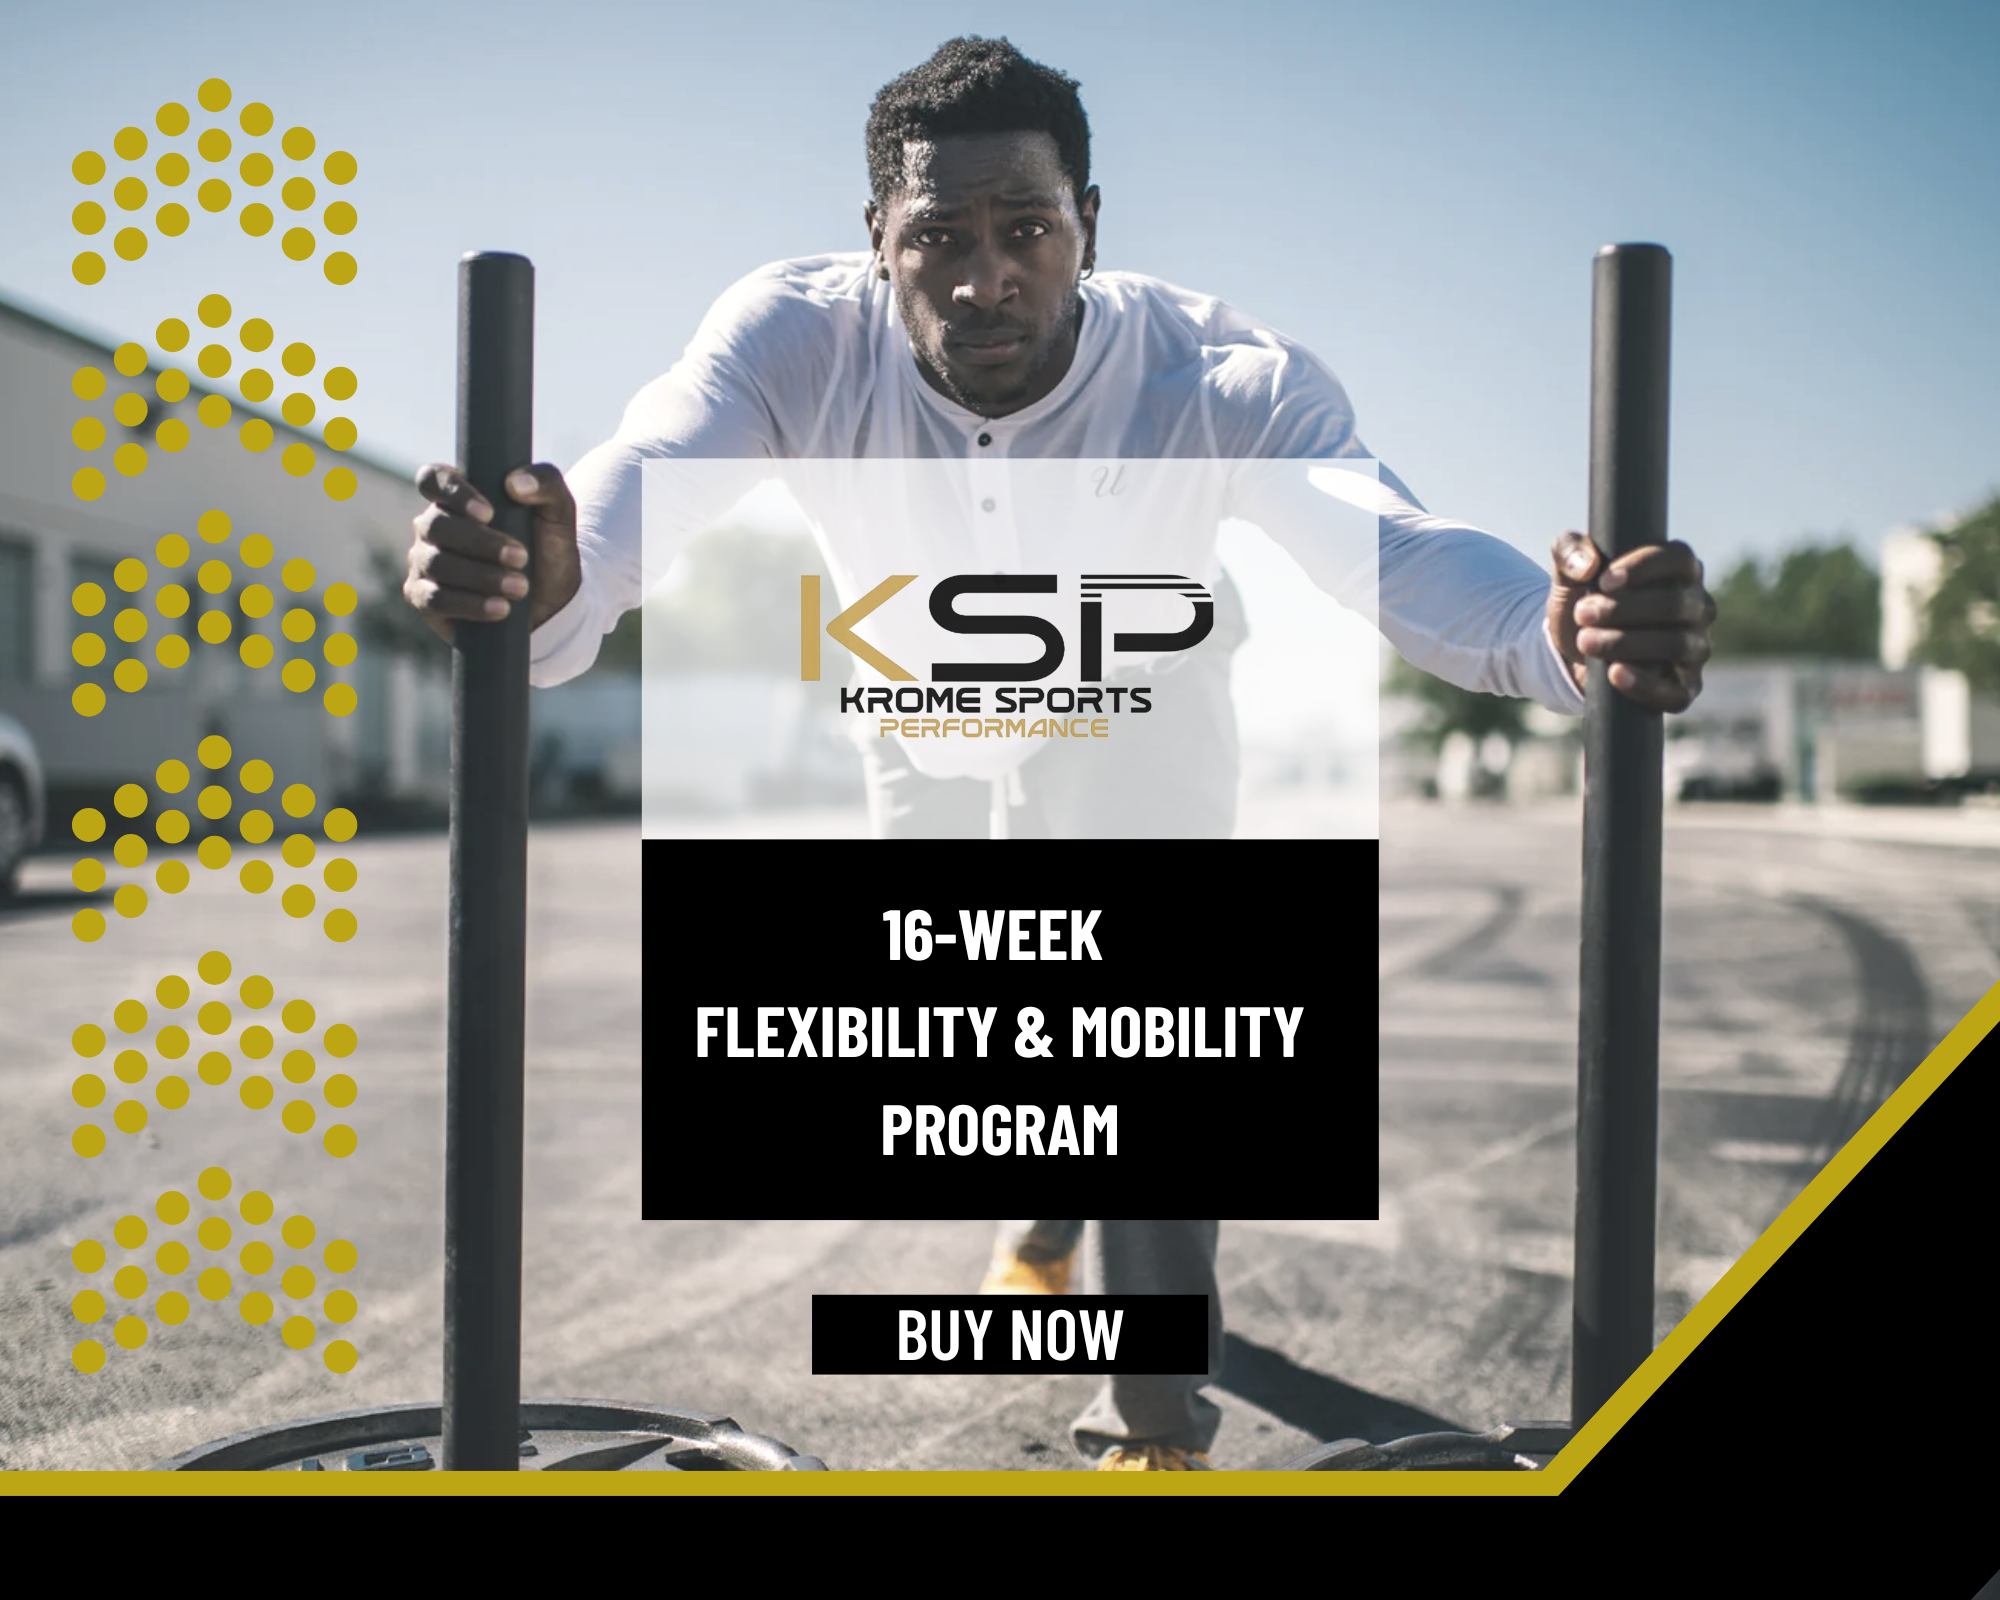 U
KSP
KROME SPORTS
PERFORMANCE
16-WEEK
FLEXIBILITY & MOBILITY
PROGRAM
BUY NOW